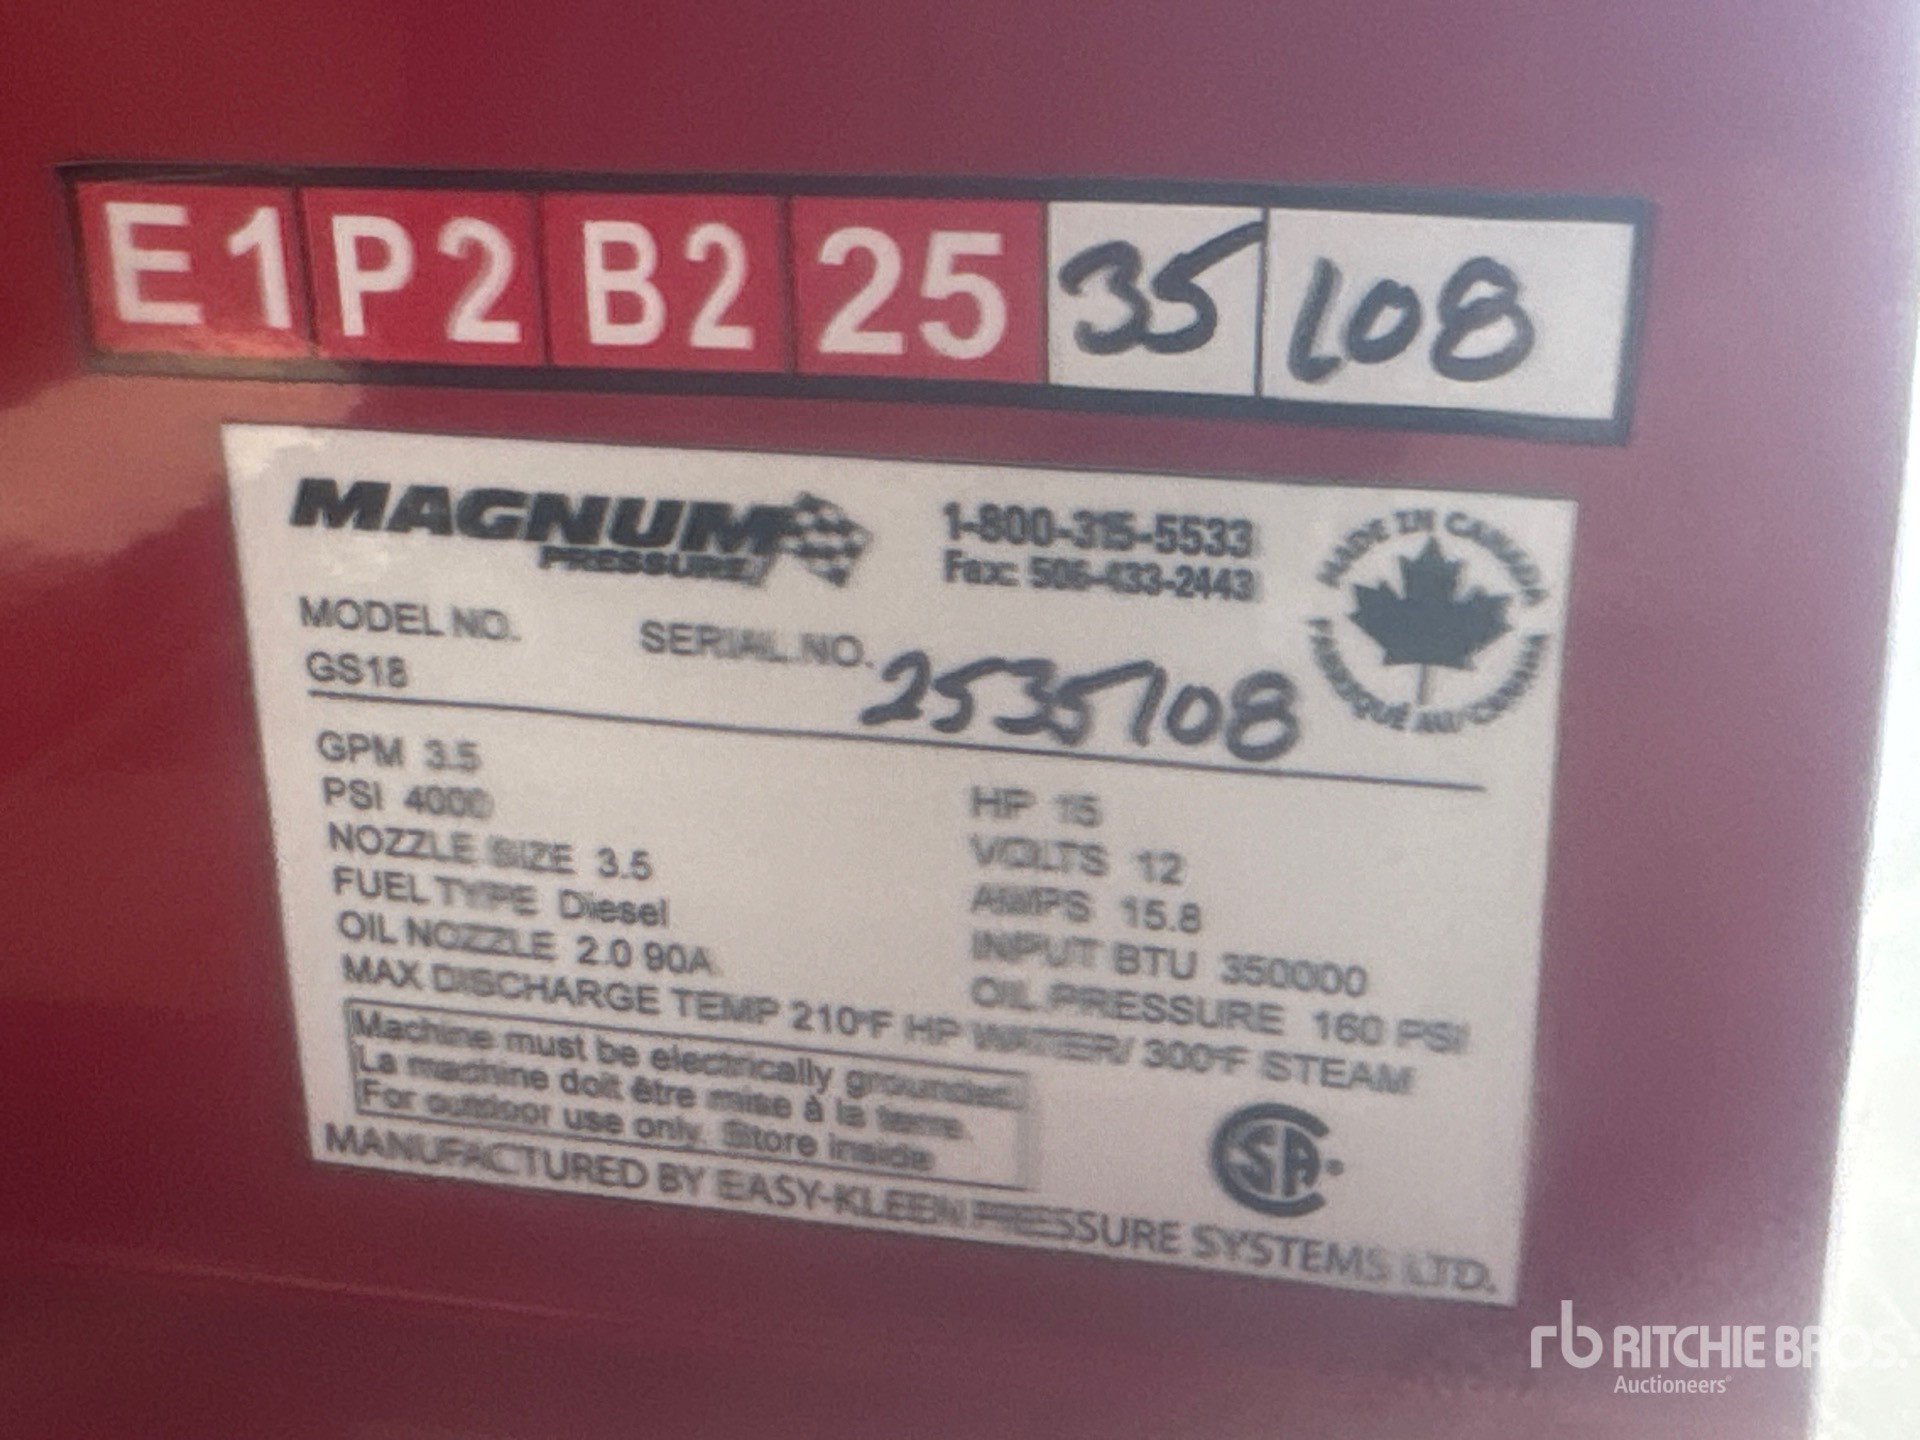 E1 P2 B2 25 35 108
MAGNUM
PRESSURE
1-800-315-5533
Fax: 506-433-2443
MADE IN CANADA
FABRIQUÉ AU CANADA
MODEL NO.
GS18
SERIAL NO. 2535108
GPM 3.5
PSI 4000
NOZZLE SIZE 3.5
FUEL TYPE Diesel
OIL NOZZLE 2.0 90A
HP 15
VOLTS 12
AMPS 15.8
INPUT BTU 350000
OIL PRESSURE 160 PSI
MAX DISCHARGE TEMP 210°F HP WATER/ 300°F STEAM
Machine must be electrically grounded.
La machine doit être mise à la terre.
For outdoor use only. Store inside
CSA
MANUFACTURED BY EASY-KLEEN PRESSURE SYSTEMS LTD.
rb RITCHIE BROS.
Auctioneers